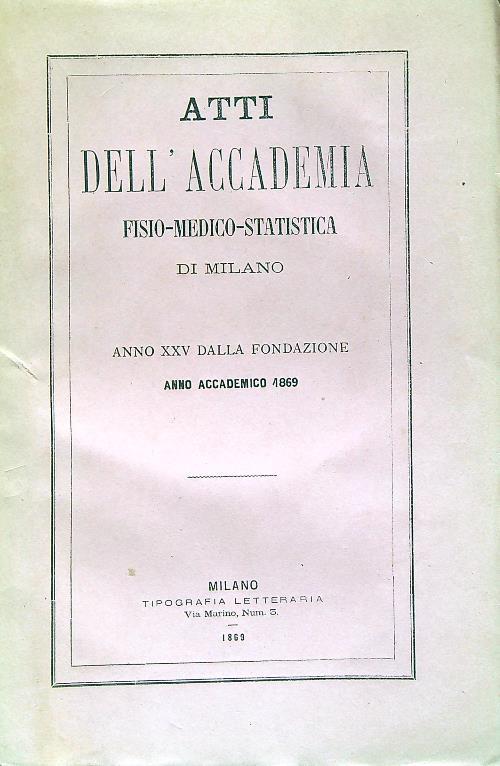 ATTI
DELL' ACCADEMIA
FISIO-MEDICO-STATISTICA
DI MILANO
ANNO XXV DALLA FONDAZIONE
ANNO ACCADEMICO 1869
MILANO
TIPOGRAFIA LETTERARIA
Via Marino, Num. 3.
1869